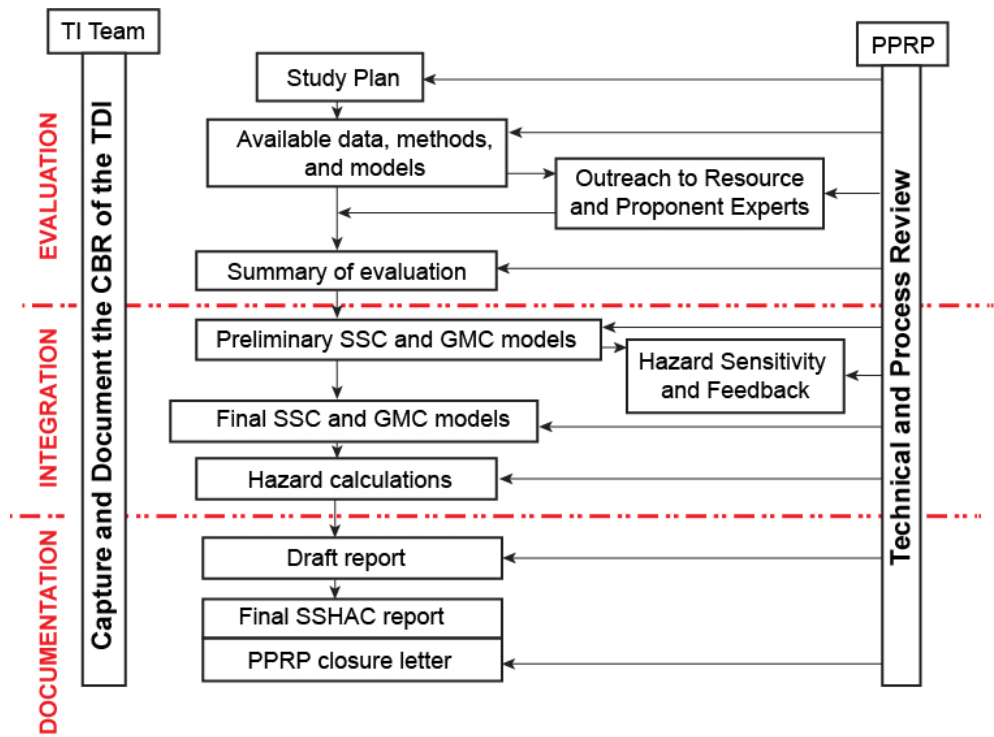 TI Team
PPRP
Capture and Document the CBR of the TDI
Technical and Process Review
EVALUATION
Study Plan
Available data, methods,
and models
Outreach to Resource
and Proponent Experts
Summary of evaluation
INTEGRATION
Preliminary SSC and GMC models
Hazard Sensitivity
and Feedback
Final SSC and GMC models
Hazard calculations
DOCUMENTATION
Draft report
Final SSHAC report
PPRP closure letter